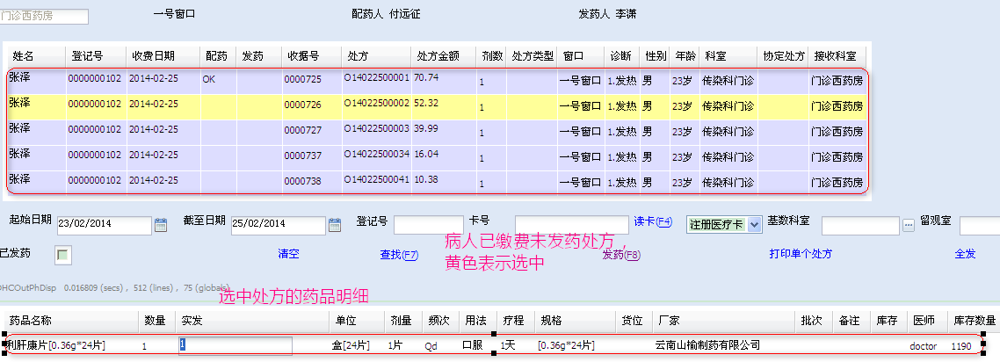 门诊西药房 一号窗口 配药人 付远征 发药人 李潇
姓名 登记号 收费日期 配药 发药 收据号 处方 处方金额 剂数 处方类型 窗口 诊断 性别 年龄 科室 协定处方 接收科室
张泽 0000000102 2014-02-25 OK 0000725 O14022500001 70.74 1 一号窗口 1.发热 男 23岁 传染科门诊 门诊西药房
张泽 0000000102 2014-02-25 0000726 O14022500002 52.32 1 一号窗口 1.发热 男 23岁 传染科门诊 门诊西药房
张泽 0000000102 2014-02-25 0000727 O14022500003 39.99 1 一号窗口 1.发热 男 23岁 传染科门诊 门诊西药房
张泽 0000000102 2014-02-25 0000737 O14022500034 16.04 1 一号窗口 1.发热 男 23岁 传染科门诊 门诊西药房
张泽 0000000102 2014-02-25 0000738 O14022500041 10.38 1 一号窗口 1.发热 男 23岁 传染科门诊 门诊西药房
起始日期 23/02/2014 截至日期 25/02/2014 登记号 卡号 读卡(F4) 注册医疗卡 基数科室 ... 留观室
病人已缴费未发药处方，
黄色表示选中
已发药 清空 查找(F7) 发药(F8) 打印单个处方 全发
DHCOutPhDisp 0.016809 (secs) , 512 (lines) , 75 (globals)
选中处方的药品明细
药品名称 数量 实发 单位 剂量 频次 用法 疗程 规格 货位 厂家 批次 备注 库存 医师 库存数量
利肝康片[0.36g*24片] 1 1 盒[24片] 1片 Qd 口服 1天 [0.36g*24片] 云南山榆制药有限公司 doctor 1190